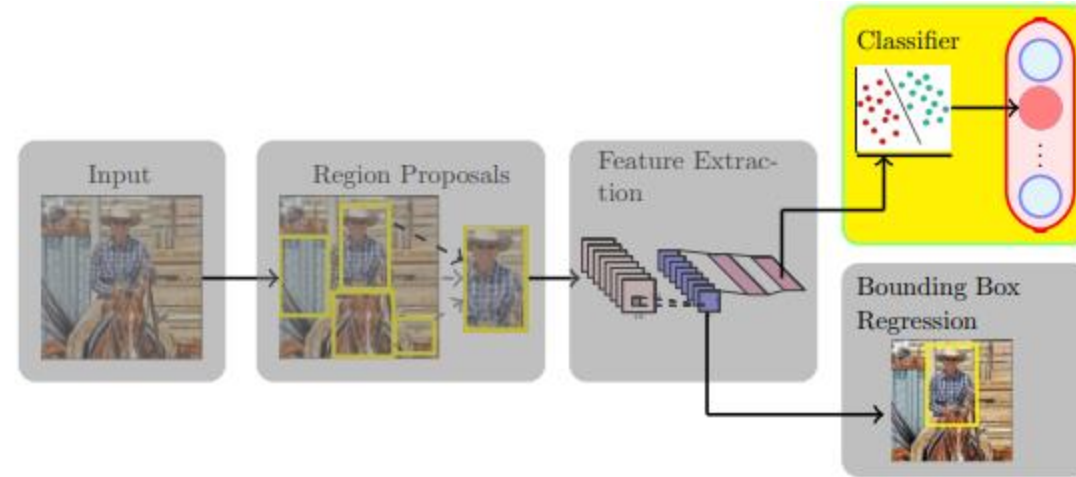 Input
Region Proposals
Feature Extrac-
tion
Classifier
Bounding Box
Regression